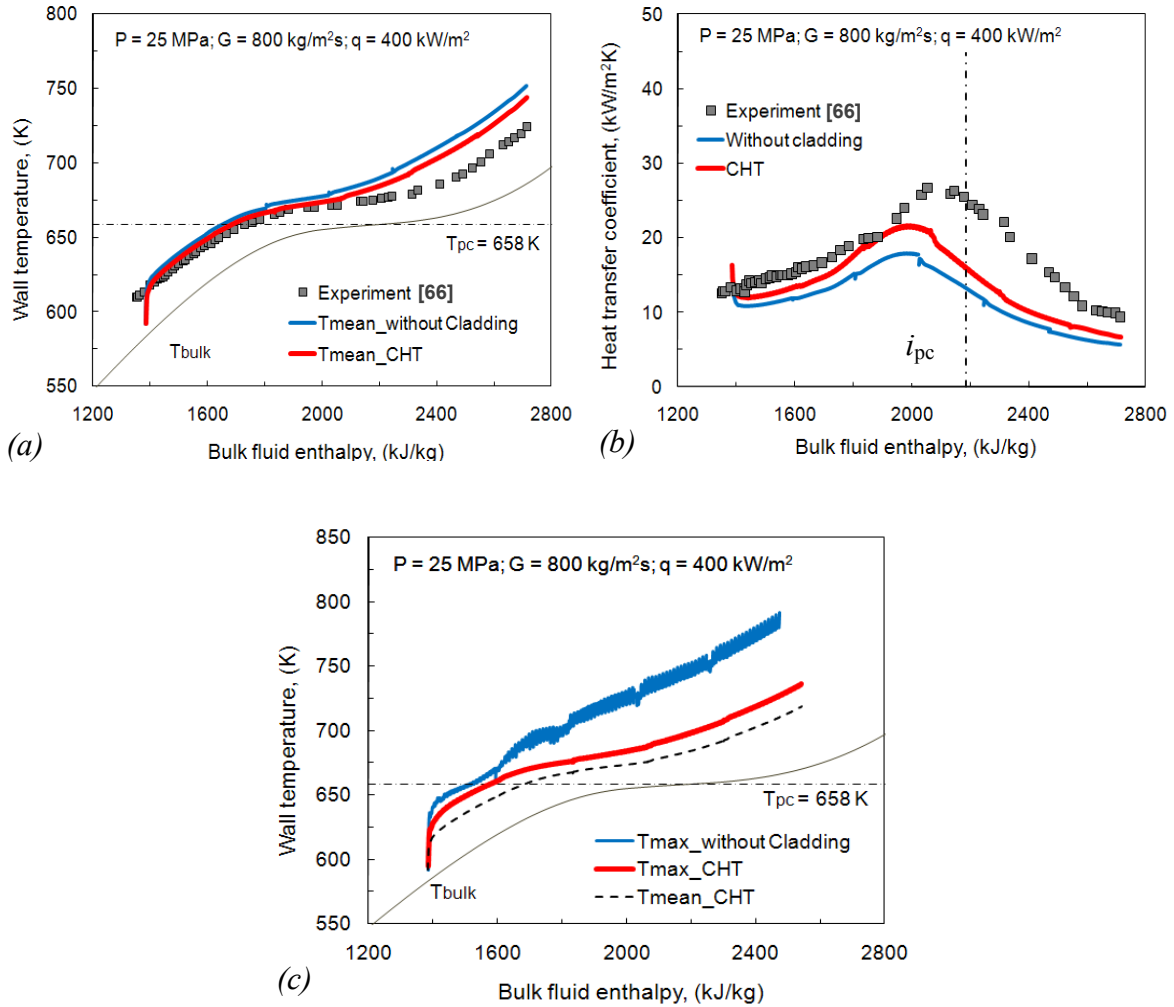 P = 25 MPa; G = 800 kg/m²s; q = 400 kW/m²
Wall temperature, (K)
800
750
700
650
600
550
Tpc = 658 K
Experiment [66]
Tmean_without Cladding
Tmean_CHT
Tbulk
1200 1600 2000 2400 2800
Bulk fluid enthalpy, (kJ/kg)
(a)
P = 25 MPa; G = 800 kg/m²s; q = 400 kW/m²
Heat transfer coefficient, (kW/m²K)
50
40
30
20
10
0
Experiment [66]
Without cladding
CHT
ipc
1200 1600 2000 2400 2800
Bulk fluid enthalpy, (kJ/kg)
(b)
P = 25 MPa; G = 800 kg/m²s; q = 400 kW/m²
Wall temperature, (K)
850
800
750
700
650
600
550
Tpc = 658 K
Tmax_without Cladding
Tmax_CHT
Tmean_CHT
Tbulk
1200 1600 2000 2400 2800
Bulk fluid enthalpy, (kJ/kg)
(c)